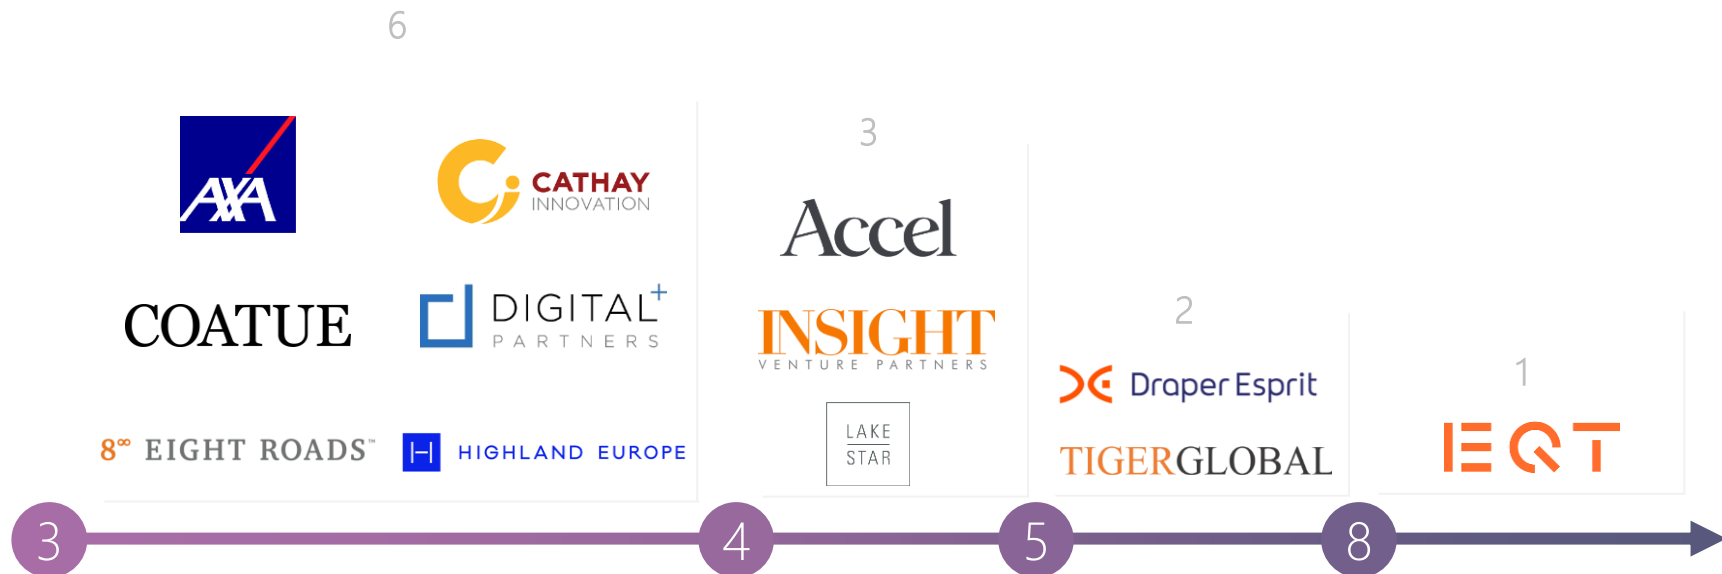 6
AXA
CATHAY
INNOVATION
COATUE
DIGITAL+
PARTNERS
8∞ EIGHT ROADS™
H HIGHLAND EUROPE
3
Accel
INSIGHT
VENTURE PARTNERS
LAKE
STAR
2
Draper Esprit
TIGERGLOBAL
1
EQT
3
4
5
8